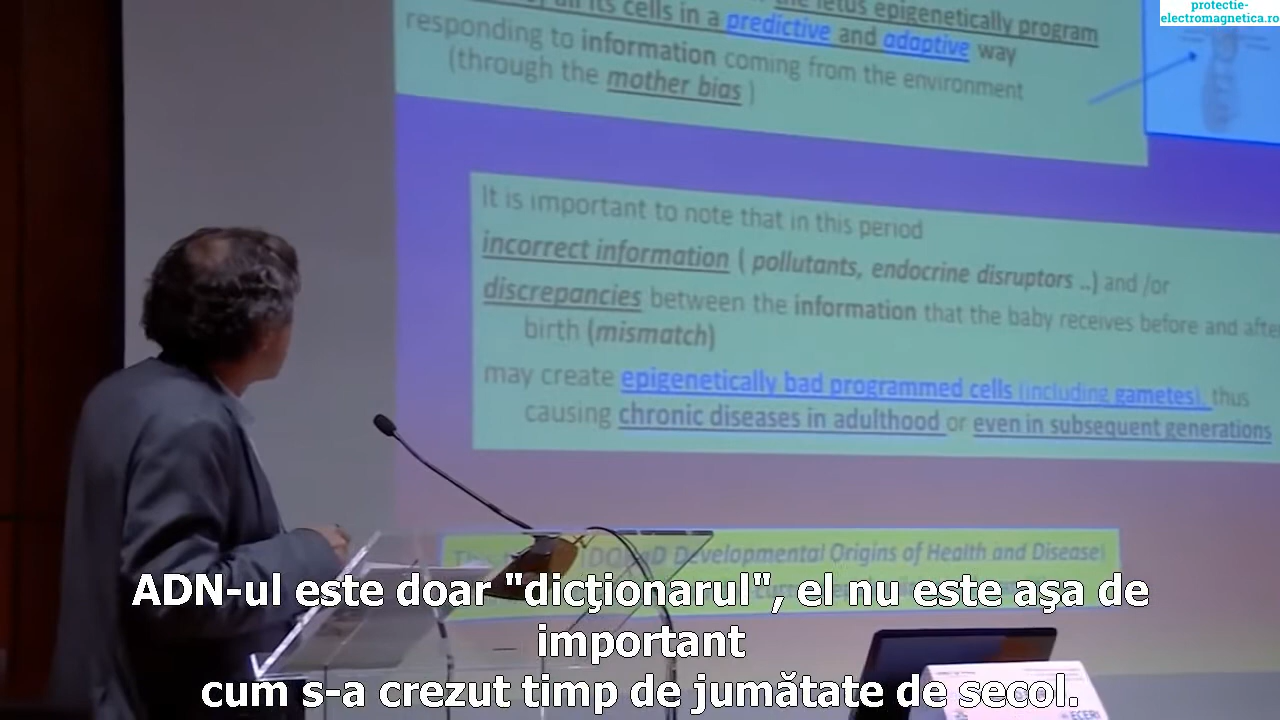 protectie-
electromagnetica.ro
all its cells in a predictive and adaptive way
the fetus epigenetically program
responding to information coming from the environment
(through the mother bias )
It is important to note that in this period
incorrect information ( pollutants, endocrine disruptors ..) and /or
discrepancies between the information that the baby receives before and afte
birth (mismatch)
may create epigenetically bad programmed cells (including gametes), thus
causing chronic diseases in adulthood or even in subsequent generations
Developmental Origins of Health and Disease)
ADN-ul este doar "dicţionarul", el nu este aşa de
important
cum s-a crezut timp de jumătate de secol.
ECERI